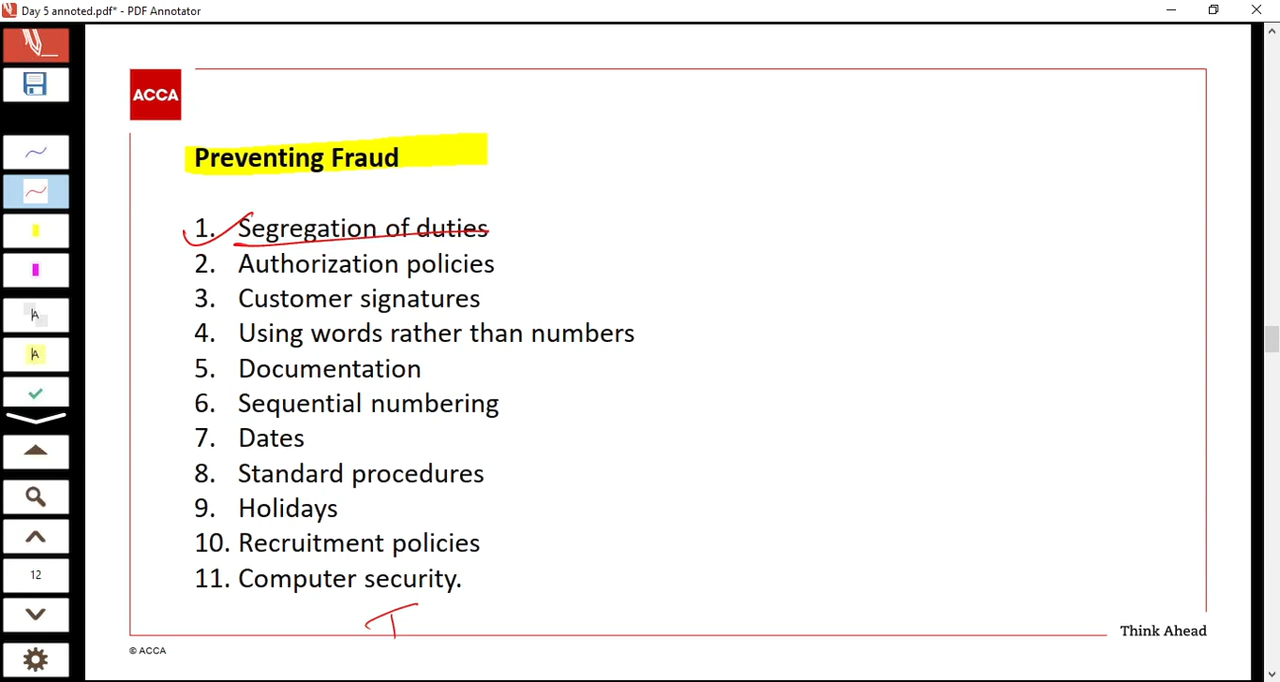 Day 5 annoted.pdf* - PDF Annotator
ACCA
Preventing Fraud
1. Segregation of duties
2. Authorization policies
3. Customer signatures
4. Using words rather than numbers
5. Documentation
6. Sequential numbering
7. Dates
8. Standard procedures
9. Holidays
10. Recruitment policies
11. Computer security.
12
Think Ahead
© ACCA